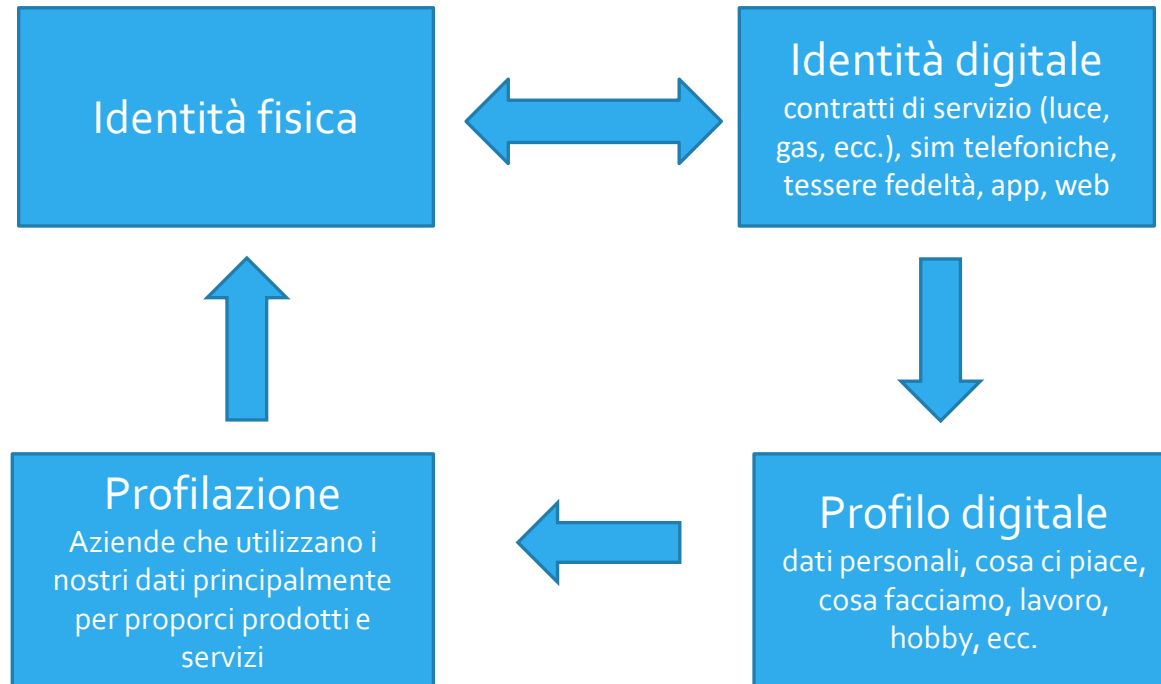 Identità fisica
Identità digitale
contratti di servizio (luce,
gas, ecc.), sim telefoniche,
tessere fedeltà, app, web
Profilazione
Aziende che utilizzano i
nostri dati principalmente
per proporci prodotti e
servizi
Profilo digitale
dati personali, cosa ci piace,
cosa facciamo, lavoro,
hobby, ecc.